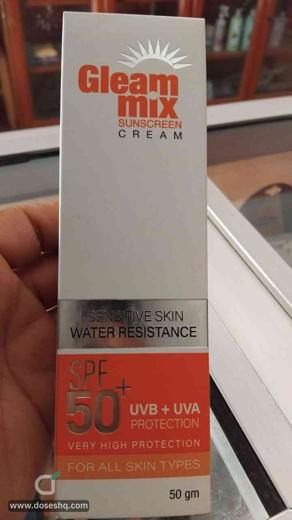 Gleam
mix
SUNSCREEN
CREAM
SENSITIVE SKIN
WATER RESISTANCE
SPF
50+
UVB + UVA
PROTECTION
VERY HIGH PROTECTION
FOR ALL SKIN TYPES
50 gm
www.doseshq.com